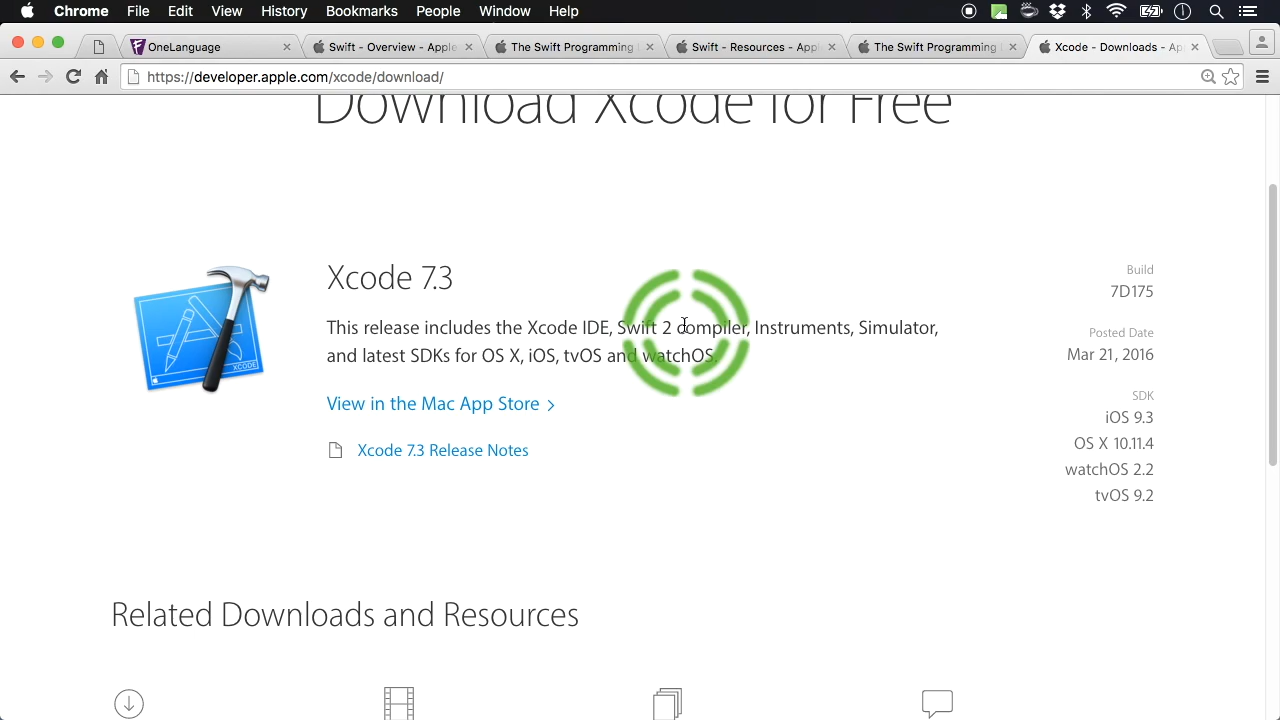 Chrome File Edit View History Bookmarks People Window Help
OneLanguage
Swift - Overview - Apple
The Swift Programming
Swift - Resources - App
The Swift Programming
Xcode - Downloads - Ap
https://developer.apple.com/xcode/download/
Download Xcode for Free
Xcode 7.3
This release includes the Xcode IDE, Swift 2 compiler, Instruments, Simulator,
and latest SDKs for OS X, iOS, tvOS and watchOS.
View in the Mac App Store
Xcode 7.3 Release Notes
XCODE
Build
7D175
Posted Date
Mar 21, 2016
SDK
iOS 9.3
OS X 10.11.4
watchOS 2.2
tvOS 9.2
Related Downloads and Resources